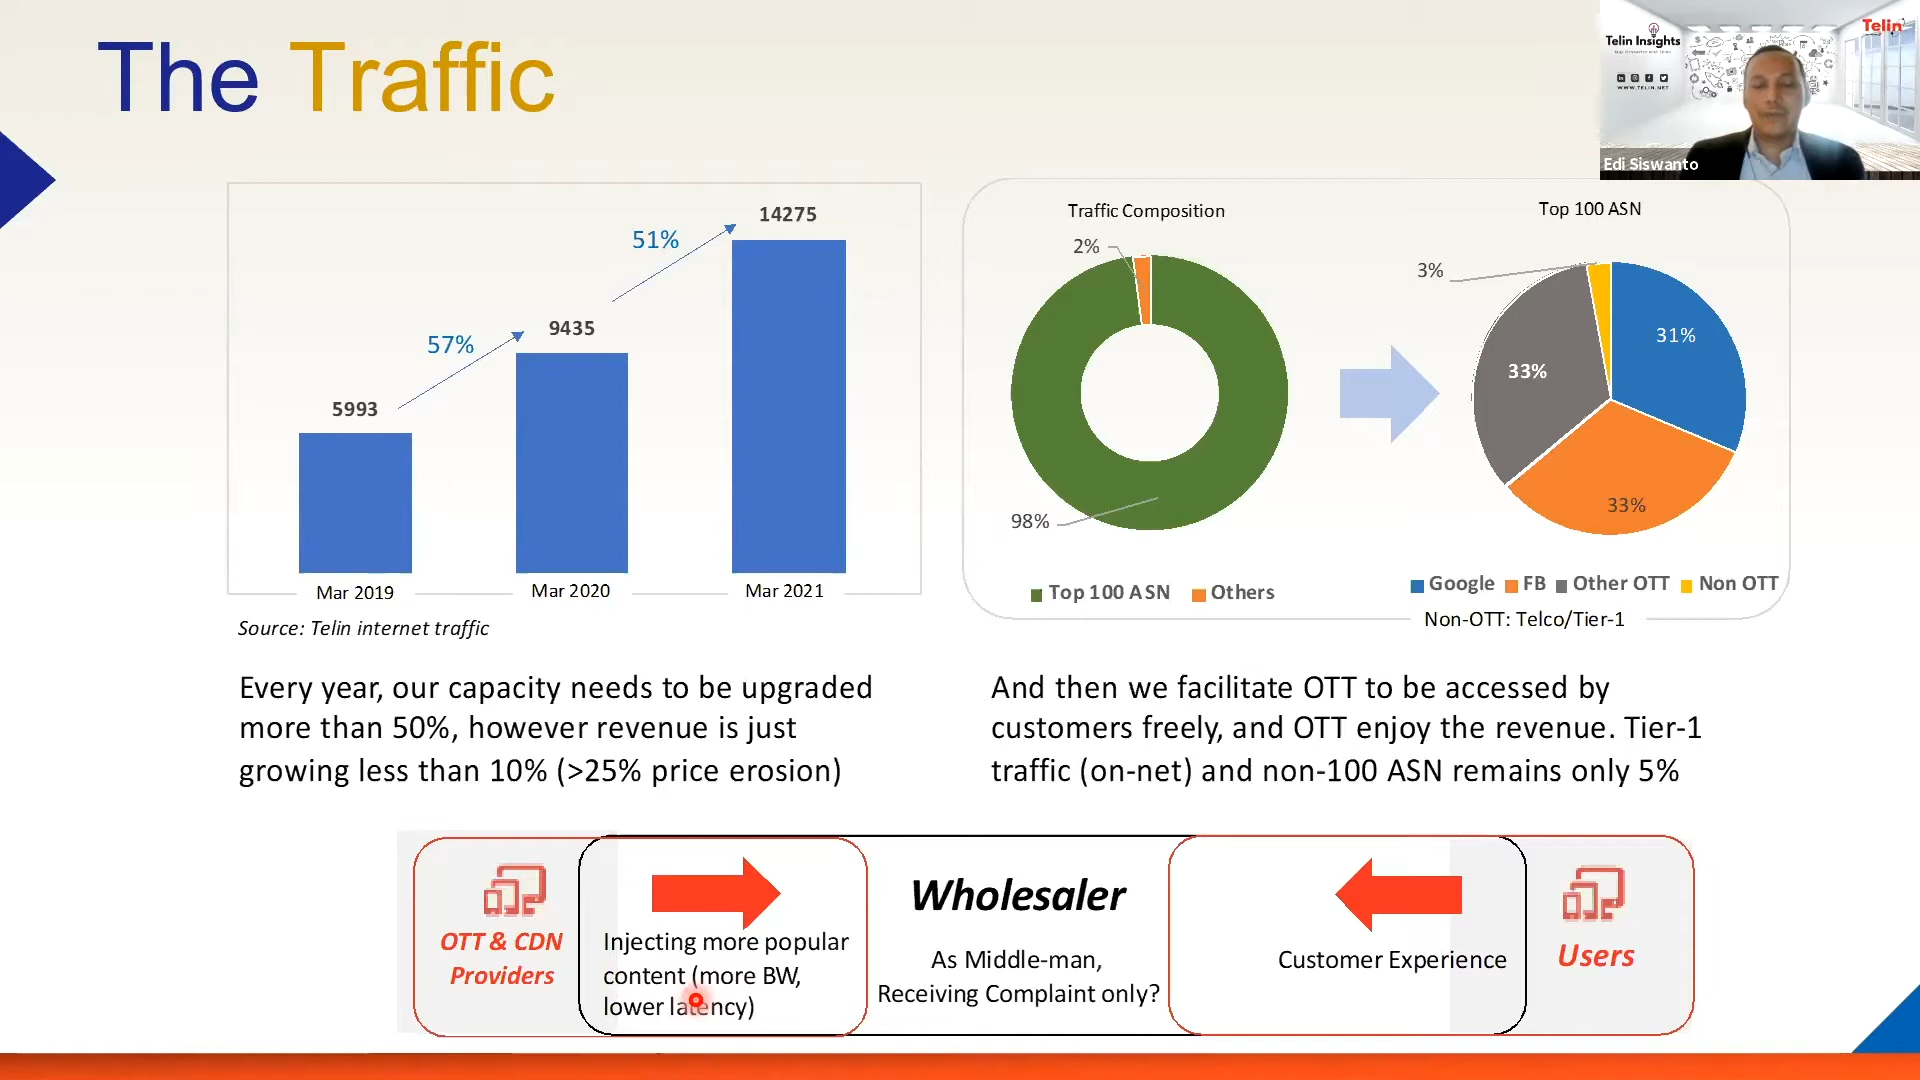 The Traffic
Telin Insights
WWW.TELIN.NET
Telin
Edi Siswanto
14275
51%
9435
57%
5993
Mar 2019
Mar 2020
Mar 2021
Source: Telin internet traffic
Traffic Composition
2%
98%
Top 100 ASN
Others
Top 100 ASN
3%
31%
33%
33%
Google
FB
Other OTT
Non OTT
Non-OTT: Telco/Tier-1
Every year, our capacity needs to be upgraded
more than 50%, however revenue is just
growing less than 10% (>25% price erosion)
And then we facilitate OTT to be accessed by
customers freely, and OTT enjoy the revenue. Tier-1
traffic (on-net) and non-100 ASN remains only 5%
OTT & CDN
Providers
Injecting more popular
content (more BW,
lower latency)
Wholesaler
As Middle-man,
Receiving Complaint only?
Customer Experience
Users